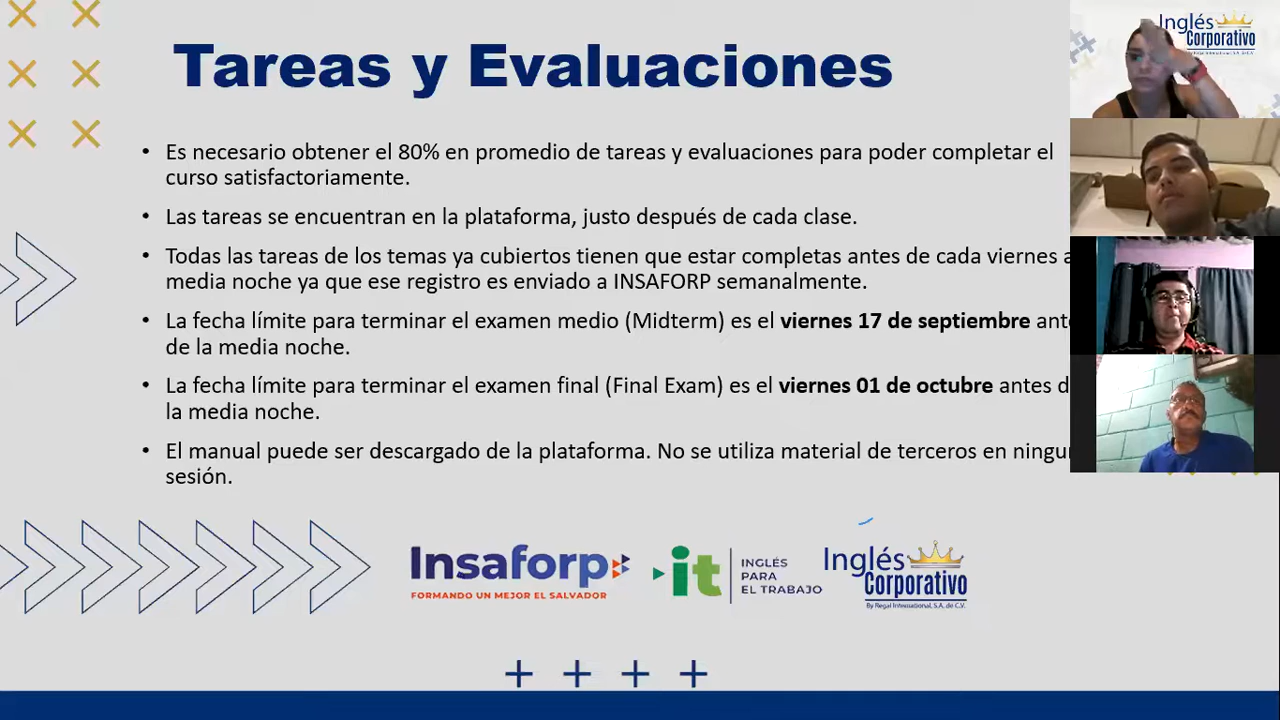 Tareas y Evaluaciones
• Es necesario obtener el 80% en promedio de tareas y evaluaciones para poder completar el
curso satisfactoriamente.
• Las tareas se encuentran en la plataforma, justo después de cada clase.
• Todas las tareas de los temas ya cubiertos tienen que estar completas antes de cada viernes a
media noche ya que ese registro es enviado a INSAFORP semanalmente.
• La fecha límite para terminar el examen medio (Midterm) es el viernes 17 de septiembre
de la media noche.
• La fecha límite para terminar el examen final (Final Exam) es el viernes 01 de octubre antes
la media noche.
• El manual puede ser descargado de la plataforma. No se utiliza material de terceros en
sesión.
Insaforp
FORMANDO UN MEJOR EL SALVADOR
it
INGLÉS
PARA
EL TRABAJO
Inglés
Corporativo
By Regal International, S.A. de C.V.
Inglés
Corporativo